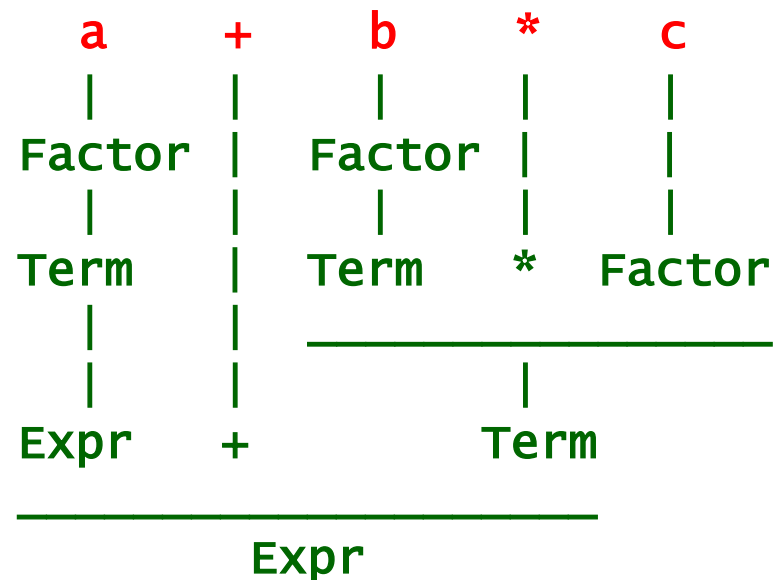 a + b * c
Factor Factor
Term Term * Factor
Expr + Term
Expr